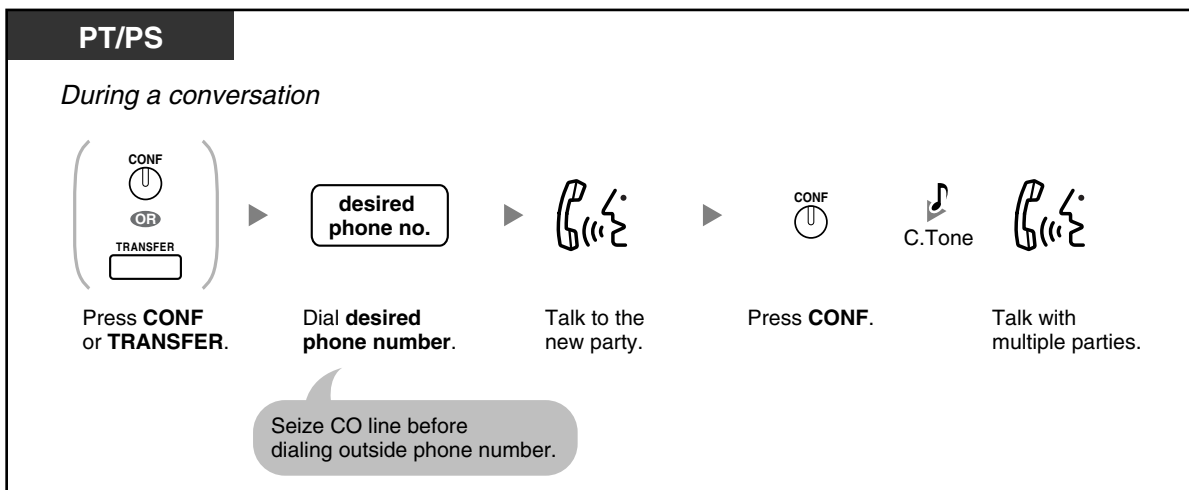 PT/PS
During a conversation
CONF
OR
TRANSFER
desired
phone no.
CONF
C.Tone
Press CONF
or TRANSFER.
Dial desired
phone number.
Talk to the
new party.
Press CONF.
Talk with
multiple parties.
Seize CO line before
dialing outside phone number.